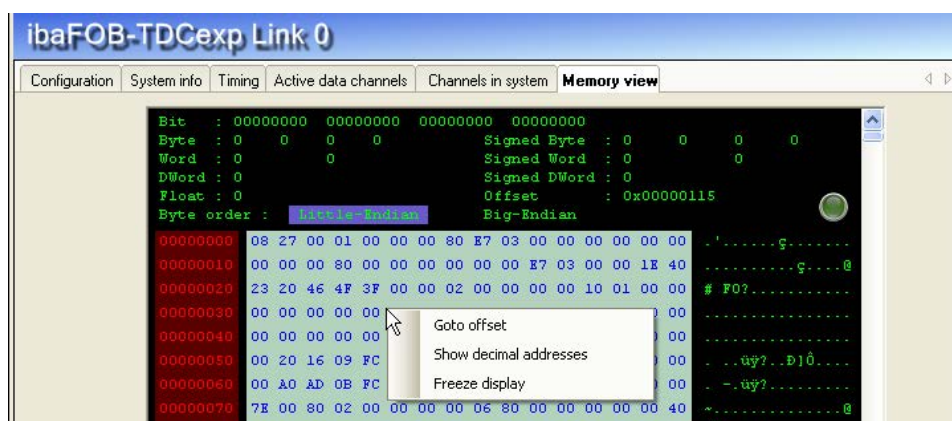 ibaFOB-TDCexp Link 0
Configuration System info Timing Active data channels Channels in system Memory view
Bit : 00000000 00000000 00000000 00000000
Byte : 0 0 0 0 Signed Byte : 0 0 0 0
Word : 0 0 Signed Word : 0 0
DWord : 0 Signed DWord : 0
Float : 0 Offset : 0x00000115
Byte order : Little-Endian Big-Endian
00000000 08 27 00 01 00 00 00 80 E7 03 00 00 00 00 00 00 .'......ç.......
00000010 00 00 00 80 00 00 00 00 00 00 E7 03 00 00 1E 40 ..........ç....@
00000020 23 20 46 4F 3F 00 00 02 00 00 00 00 10 01 00 00 # FO?...........
00000030 00 00 00 00 00 00 ................
00000040 00 00 00 00 00 00 ................
00000050 00 20 16 09 FC 00 . ..üÿ?..Ð]Ô....
00000060 00 A0 AD 0B FC 00 . -.üÿ?..........
00000070 7E 00 80 02 00 00 00 00 00 06 80 00 00 00 00 00 40 ~..............@
Goto offset
Show decimal addresses
Freeze display